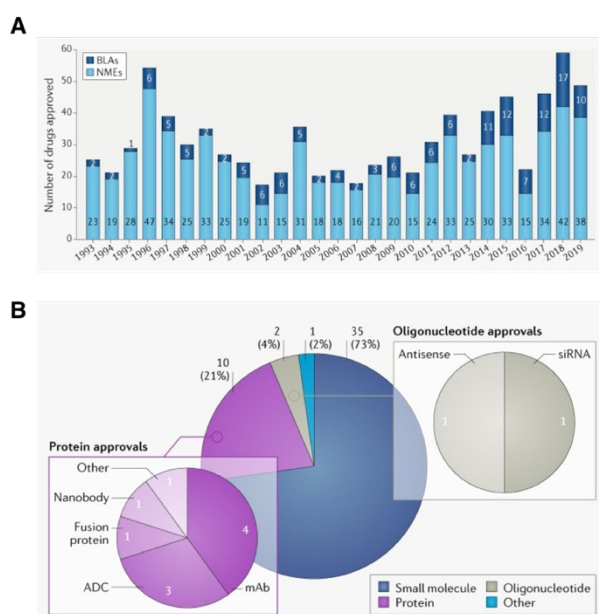 A
Number of drugs approved
60
50
40
30
20
10
0
BLAs
NMEs
2 2 1 6 5 5 2 2 5 6 6 5 2 4 2 3 6 6 6 6 2 11 12 7 12 17 10
23 19 28 47 34 25 33 25 19 11 15 31 18 18 16 21 20 15 24 33 25 30 33 15 34 42 38
1993 1994 1995 1996 1997 1998 1999 2000 2001 2002 2003 2004 2005 2006 2007 2008 2009 2010 2011 2012 2013 2014 2015 2016 2017 2018 2019
B
10
(21%)
2
(4%)
1
(2%)
35
(73%)
Oligonucleotide approvals
Antisense
siRNA
1
1
Protein approvals
Other
1
Nanobody
1
Fusion
protein
1
ADC
3
mAb
4
Small molecule
Oligonucleotide
Protein
Other